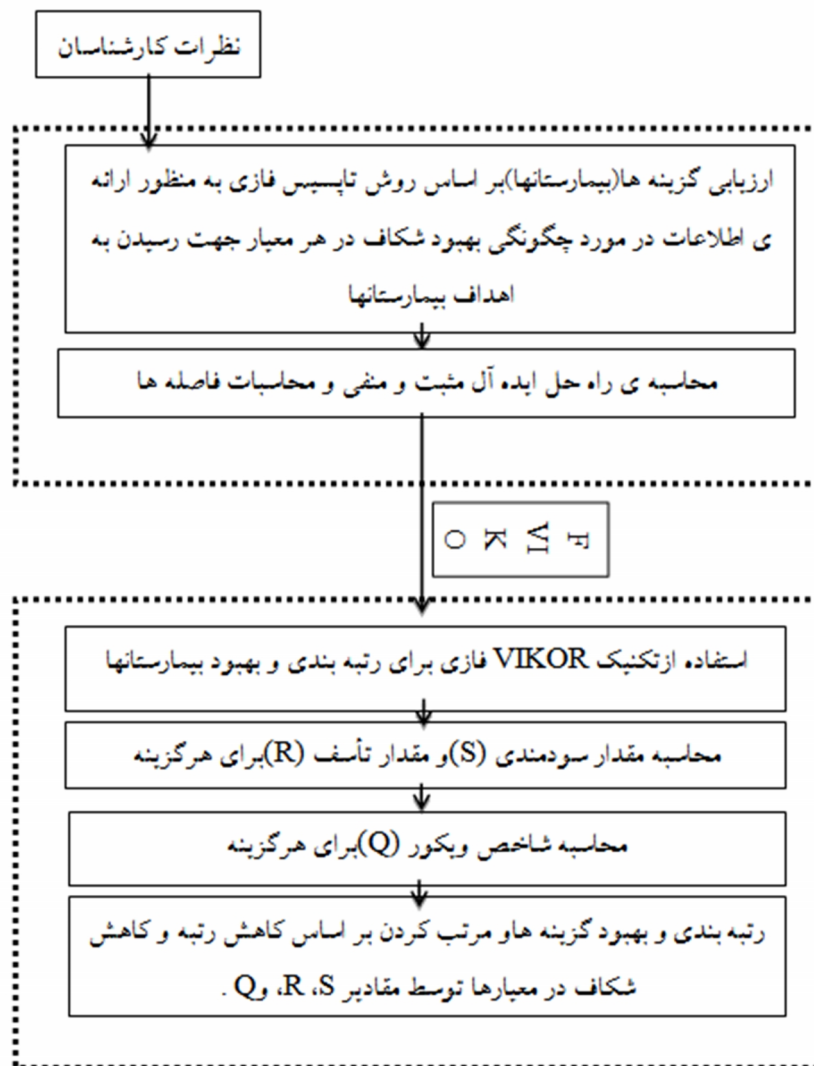 نظرات کارشناسان
ارزیابی گزینه ها(بیمارستانها)بر اساس روش تاپسیس فازی به منظور ارائه
ی اطلاعات در مورد چگونگی بهبود شکاف در هر معیار جهت رسیدن به
اهداف بیمارستانها
محاسبه ی راه حل ایده آل مثبت و منفی و محاسبات فاصله ها
F
VI
K
O
استفاده ازتکنیک VIKOR فازی برای رتبه بندی و بهبود بیمارستانها
محاسبه مقدار سودمندی (S)و مقدار تأسف (R)برای هرگزینه
محاسبه شاخص ویکور (Q)برای هرگزینه
رتبه بندی و بهبود گزینه هاو مرتب کردن بر اساس کاهش رتبه و کاهش
شکاف در معیارها توسط مقادیر R ،S، وQ .